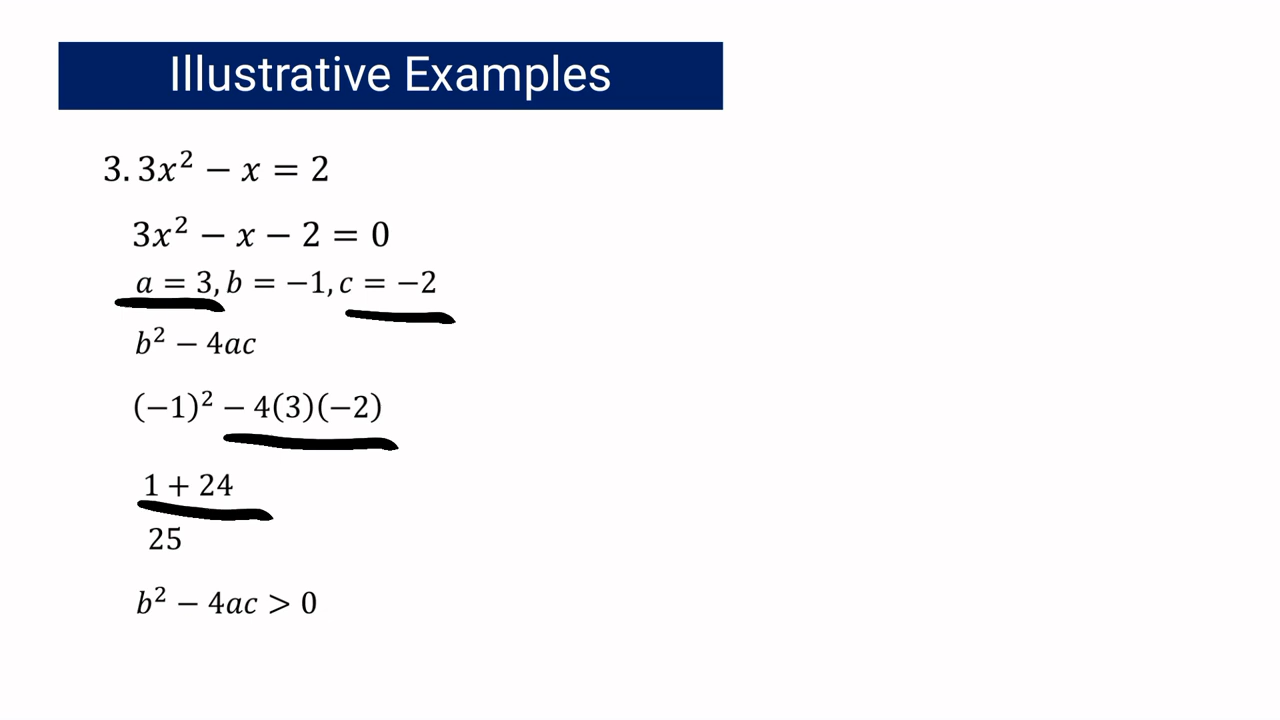 Illustrative Examples
3. 3x² − x = 2
3x² − x − 2 = 0
a = 3, b = −1, c = −2
b² − 4ac
(−1)² − 4(3)(−2)
1 + 24
25
b² − 4ac > 0